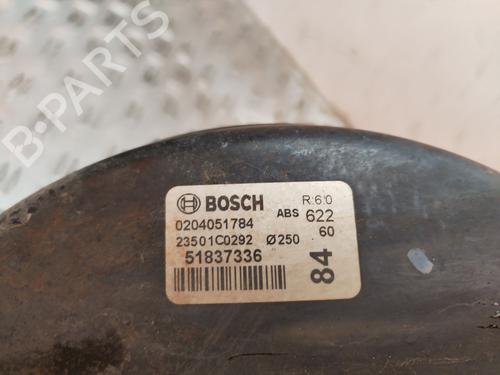 B-PARTS
BOSCH R:6.0
0204051784 ABS 622
23501C0292 Ø250 60
51837336
84